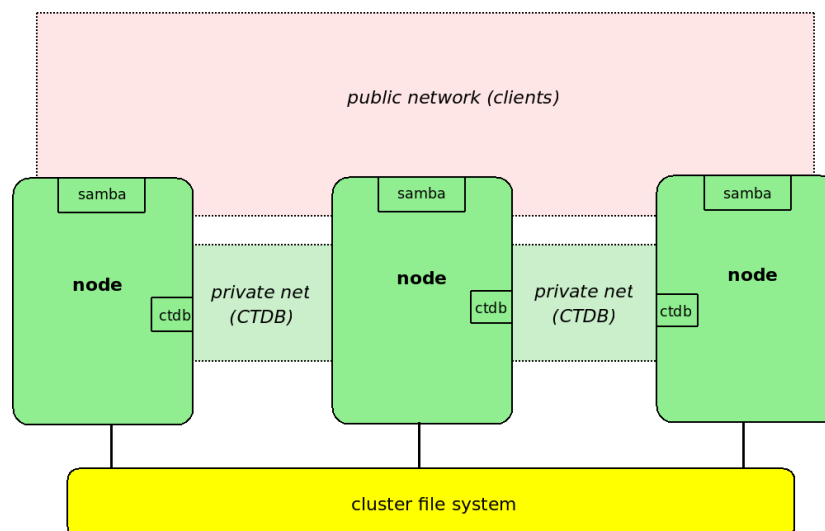 public network (clients)
samba
samba
samba
node
node
node
private net
(CTDB)
private net
(CTDB)
ctdb
ctdb
ctdb
cluster file system